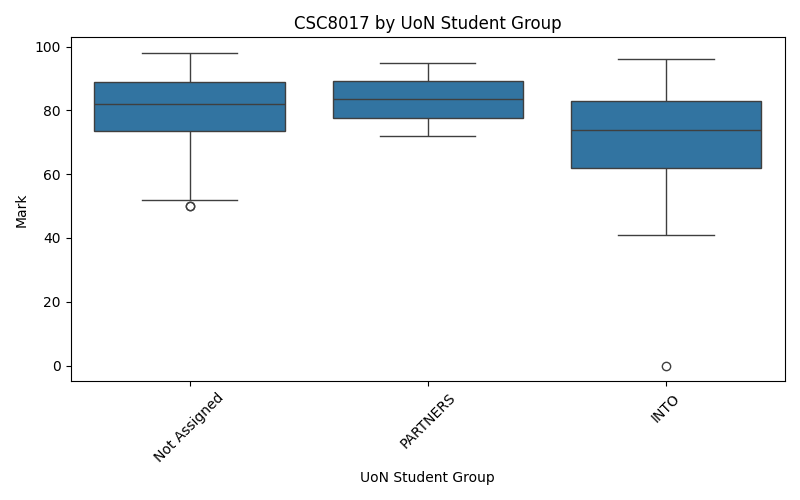 CSC8017 by UoN Student Group
Mark
100
80
60
40
20
0
Not Assigned
PARTNERS
INTO
UoN Student Group